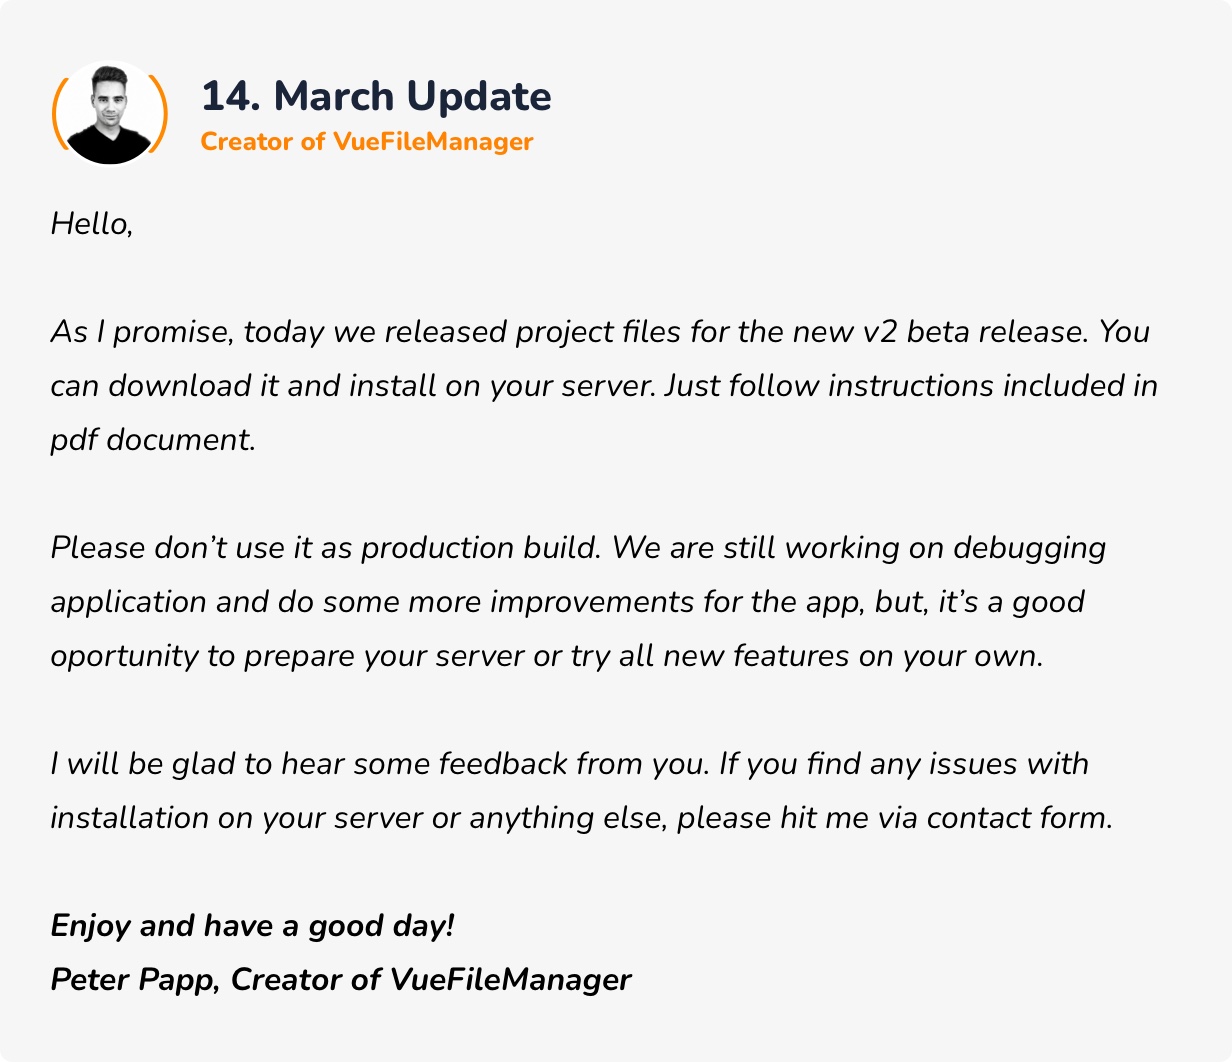 14. March Update
Creator of VueFileManager
Hello,
As I promise, today we released project files for the new v2 beta release. You
can download it and install on your server. Just follow instructions included in
pdf document.
Please don’t use it as production build. We are still working on debugging
application and do some more improvements for the app, but, it’s a good
oportunity to prepare your server or try all new features on your own.
I will be glad to hear some feedback from you. If you find any issues with
installation on your server or anything else, please hit me via contact form.
Enjoy and have a good day!
Peter Papp, Creator of VueFileManager